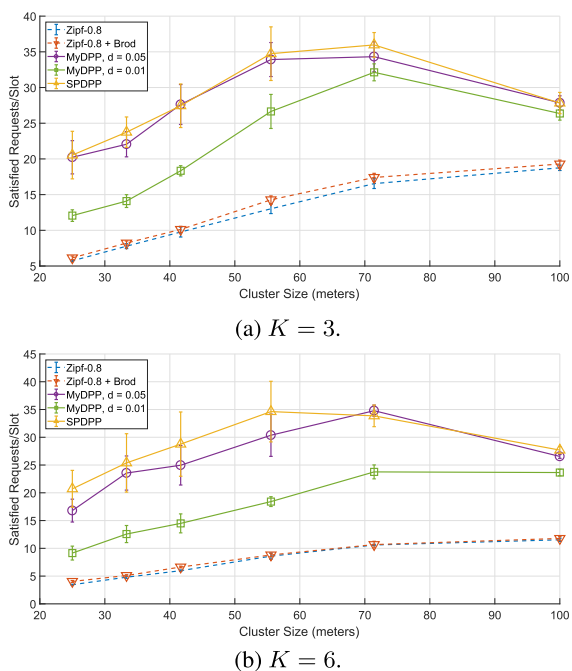 40
35
30
25
20
15
10
5
Satisfied Requests/Slot
Zipf-0.8
Zipf-0.8 + Brod
MyDPP, d = 0.05
MyDPP, d = 0.01
SPDPP
20 30 40 50 60 70 80 90 100
Cluster Size (meters)
(a) K = 3.
45
40
35
30
25
20
15
10
5
0
Satisfied Requests/Slot
Zipf-0.8
Zipf-0.8 + Brod
MyDPP, d = 0.05
MyDPP, d = 0.01
SPDPP
20 30 40 50 60 70 80 90 100
Cluster Size (meters)
(b) K = 6.